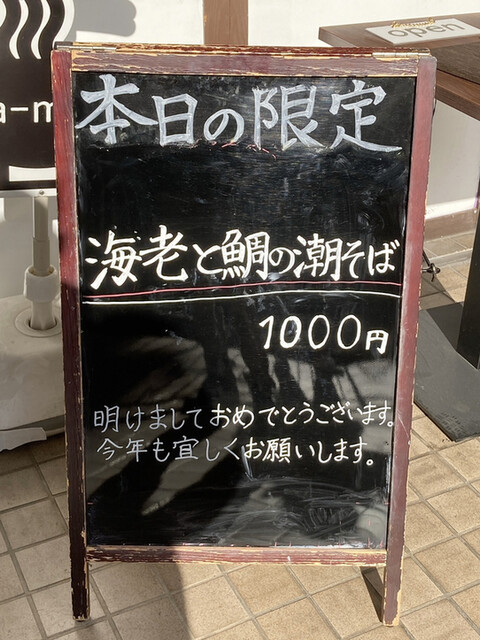 本日の限定
海老と鯛の潮そば
1000円
明けましておめでとうございます。
今年も宜しくお願いします。
open
a-m